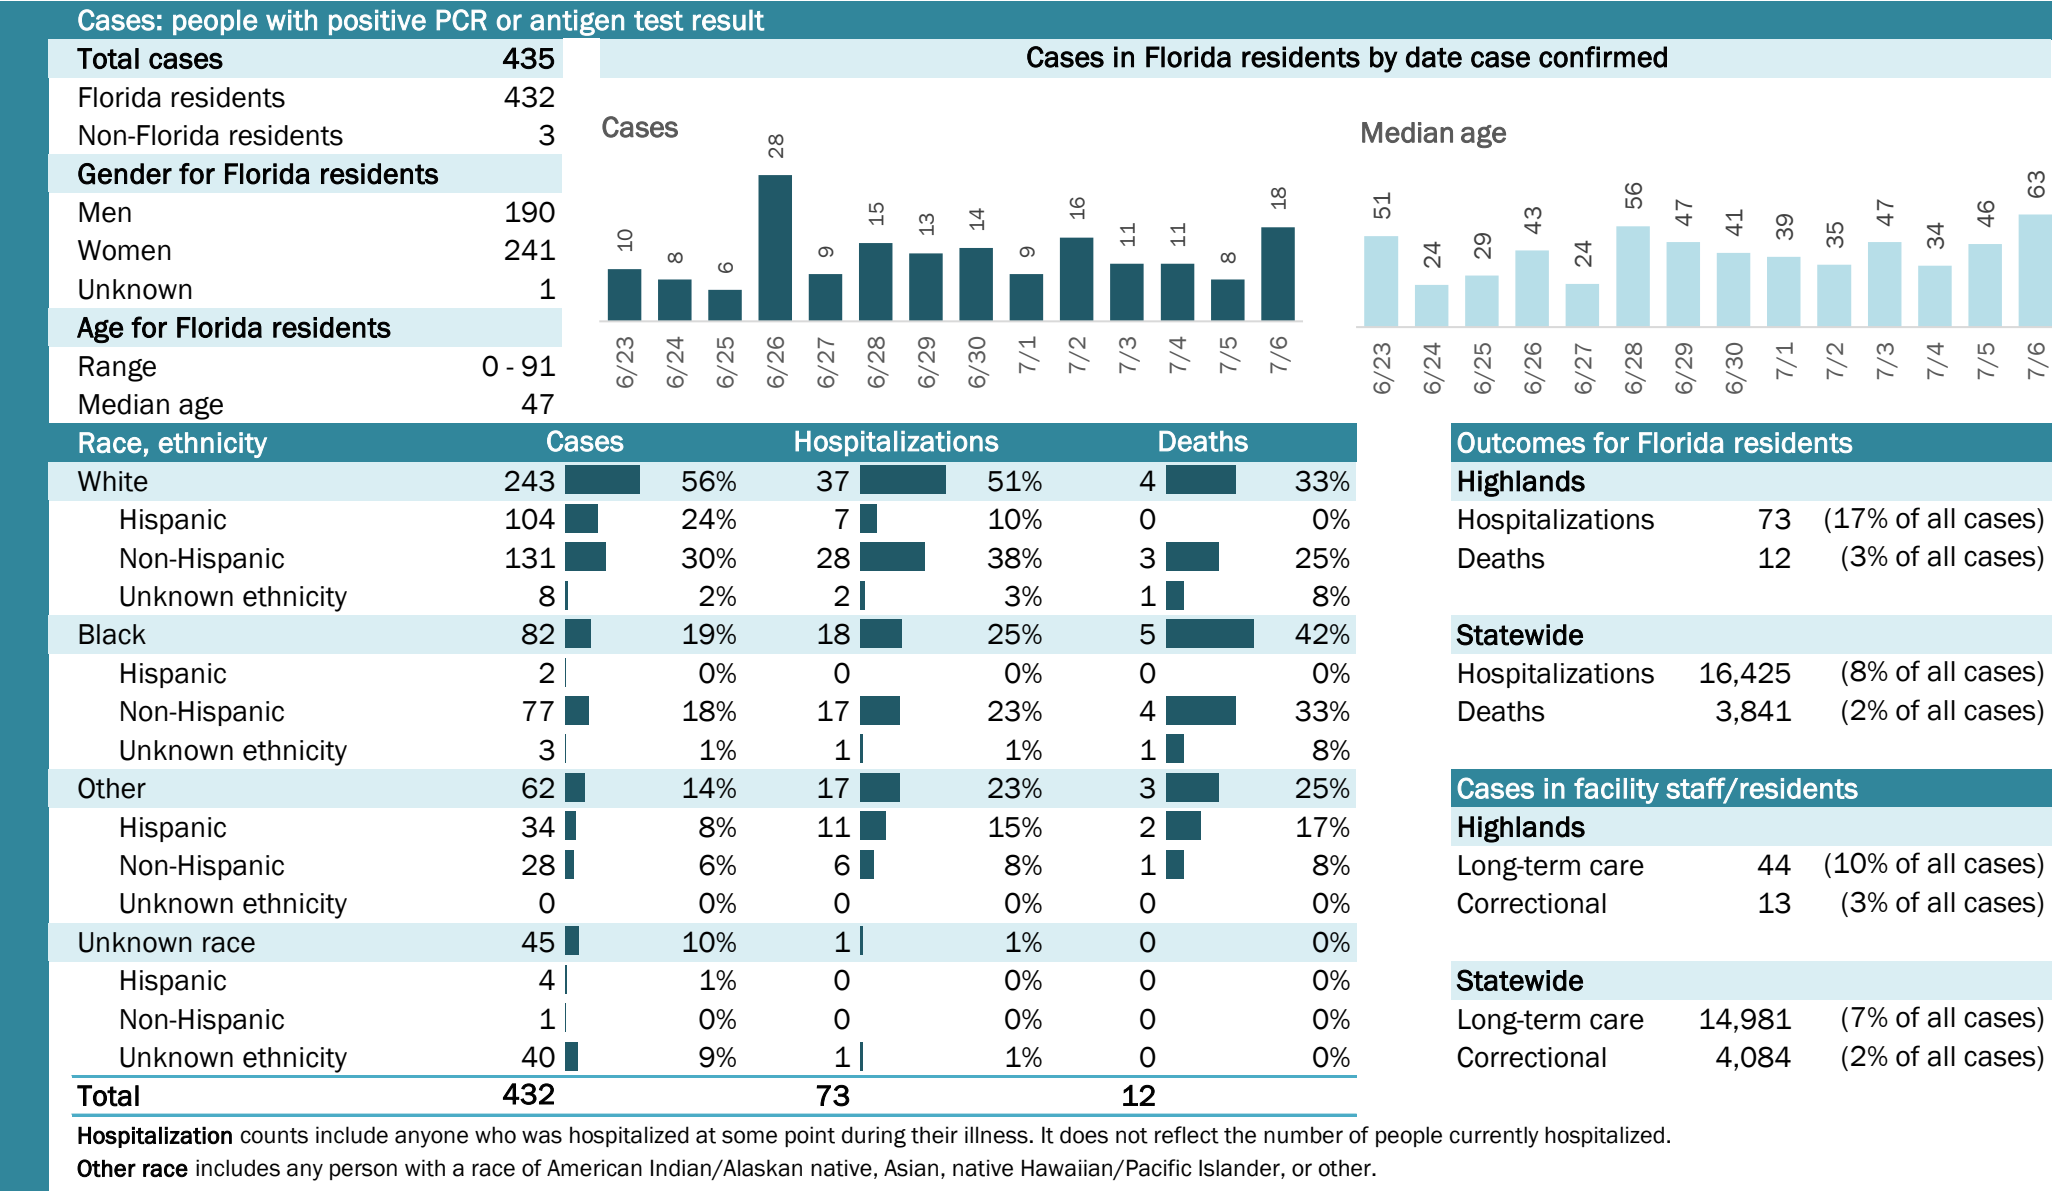 Cases: people with positive PCR or antigen test result
Total cases 435
Florida residents 432
Non-Florida residents 3
Gender for Florida residents
Men 190
Women 241
Unknown 1
Age for Florida residents
Range 0 - 91
Median age 47
Cases in Florida residents by date case confirmed
Cases
10 8 6 28 9 15 13 14 9 16 11 11 8 18
6/23 6/24 6/25 6/26 6/27 6/28 6/29 6/30 7/1 7/2 7/3 7/4 7/5 7/6
Median age
51 24 29 43 24 56 47 41 39 35 47 34 46 63
6/23 6/24 6/25 6/26 6/27 6/28 6/29 6/30 7/1 7/2 7/3 7/4 7/5 7/6
Race, ethnicity Cases Hospitalizations Deaths
White 243 56% 37 51% 4 33%
Hispanic 104 24% 7 10% 0 0%
Non-Hispanic 131 30% 28 38% 3 25%
Unknown ethnicity 8 2% 2 3% 1 8%
Black 82 19% 18 25% 5 42%
Hispanic 2 0% 0 0% 0 0%
Non-Hispanic 77 18% 17 23% 4 33%
Unknown ethnicity 3 1% 1 1% 1 8%
Other 62 14% 17 23% 3 25%
Hispanic 34 8% 11 15% 2 17%
Non-Hispanic 28 6% 6 8% 1 8%
Unknown ethnicity 0 0% 0 0% 0 0%
Unknown race 45 10% 1 1% 0 0%
Hispanic 4 1% 0 0% 0 0%
Non-Hispanic 1 0% 0 0% 0 0%
Unknown ethnicity 40 9% 1 1% 0 0%
Total 432 73 12
Outcomes for Florida residents
Highlands
Hospitalizations 73 (17% of all cases)
Deaths 12 (3% of all cases)
Statewide
Hospitalizations 16,425 (8% of all cases)
Deaths 3,841 (2% of all cases)
Cases in facility staff/residents
Highlands
Long-term care 44 (10% of all cases)
Correctional 13 (3% of all cases)
Statewide
Long-term care 14,981 (7% of all cases)
Correctional 4,084 (2% of all cases)
Hospitalization counts include anyone who was hospitalized at some point during their illness. It does not reflect the number of people currently hospitalized.
Other race includes any person with a race of American Indian/Alaskan native, Asian, native Hawaiian/Pacific Islander, or other.